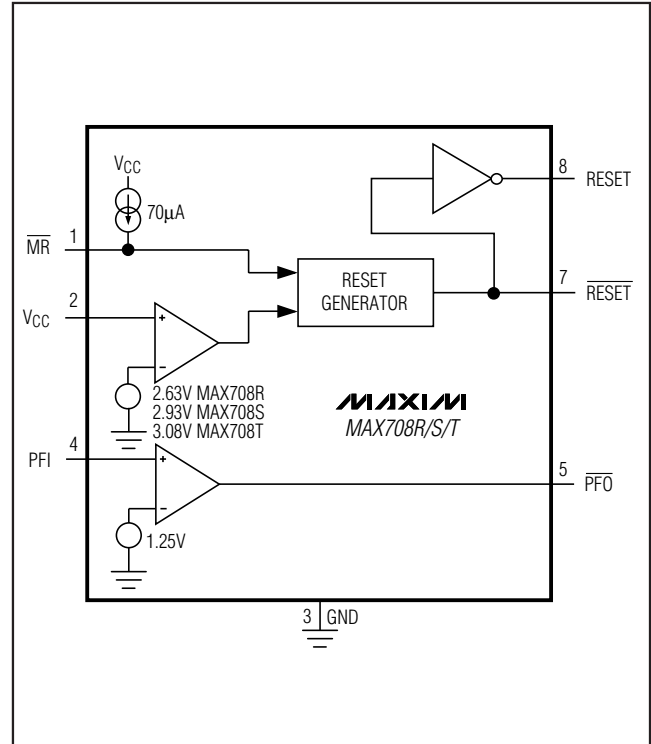 VCC
70μA
MR
1
2
VCC
RESET
GENERATOR
8
RESET
7
RESET
2.63V MAX708R
2.93V MAX708S
3.08V MAX708T
MAXIM
MAX708R/S/T
4
PFI
5
PFO
1.25V
3
GND
+
−
+
−